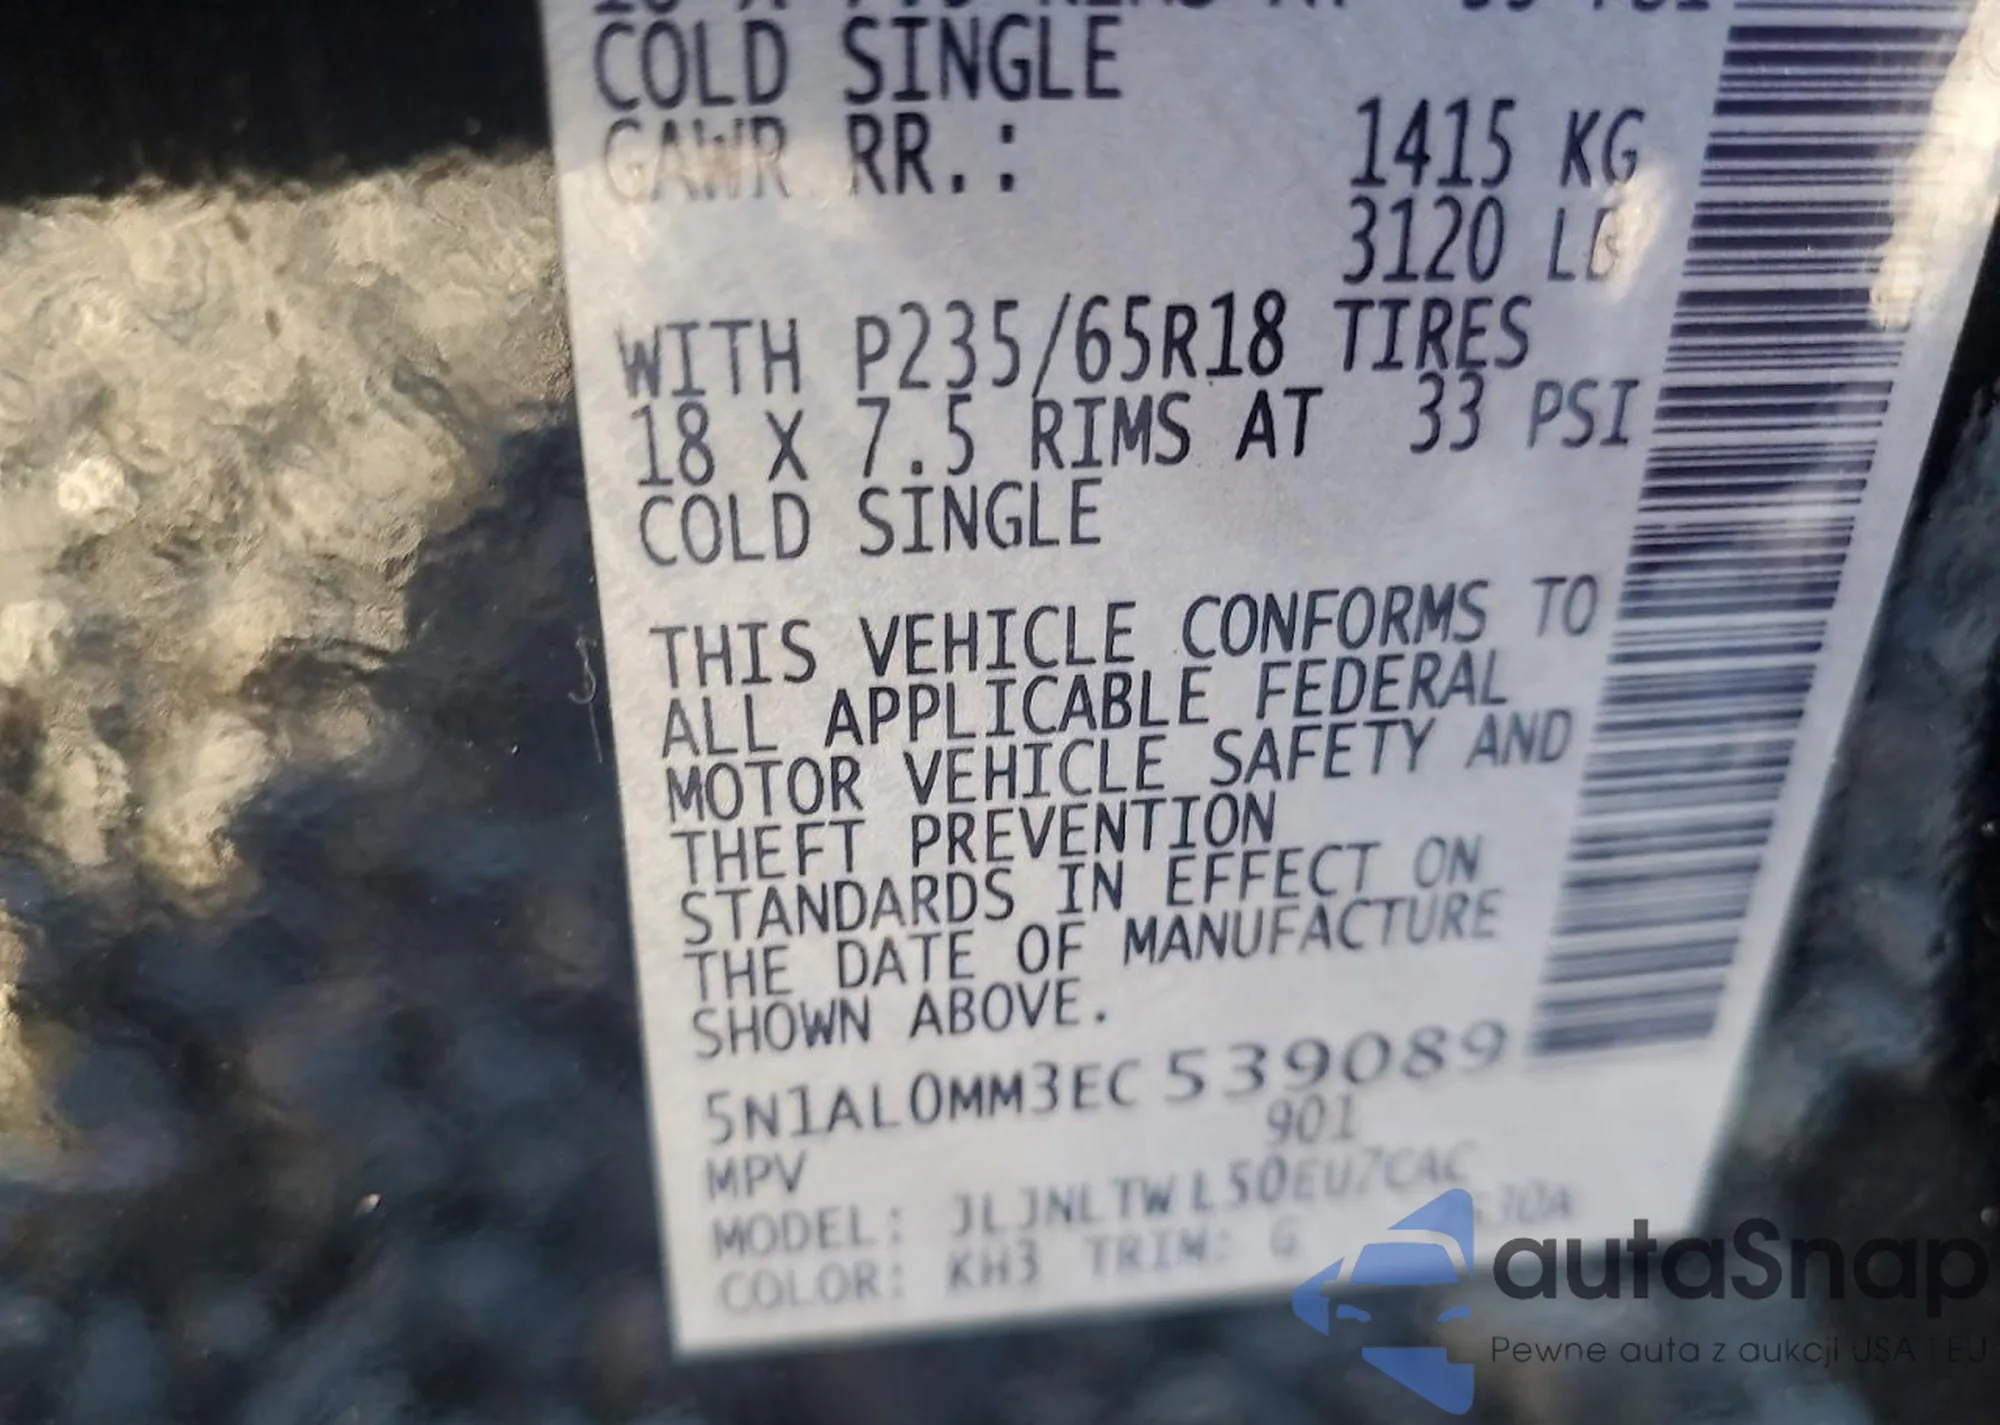 COLD SINGLE
GAWR RR.: 1415 KG
3120 LB
WITH P235/65R18 TIRES
18 X 7.5 RIMS AT 33 PSI
COLD SINGLE
THIS VEHICLE CONFORMS TO
ALL APPLICABLE FEDERAL
MOTOR VEHICLE SAFETY AND
THEFT PREVENTION
STANDARDS IN EFFECT ON
THE DATE OF MANUFACTURE
SHOWN ABOVE.
5N1AL0MM3EC539089
901
MPV
MODEL: JLJNLTWL50EU7CAC
COLOR: KH3 TRIM: G
autaSnap
Pewne auta z aukcji USA i EU